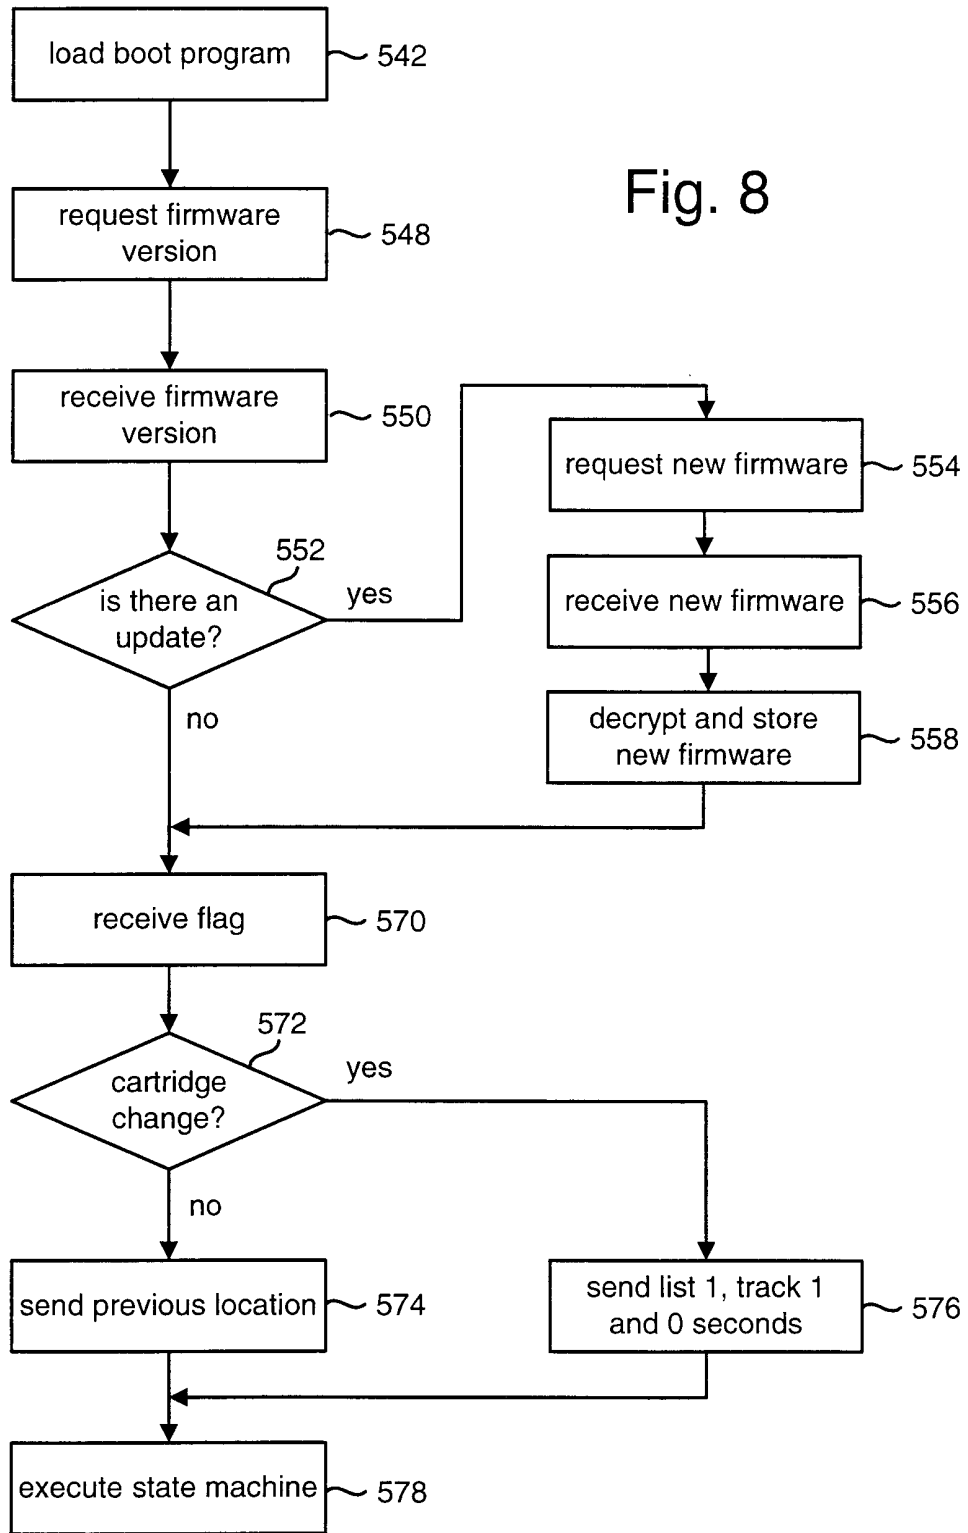 load boot program
542
Fig. 8
request firmware
version
548
receive firmware
version
550
request new firmware
554
552
is there an
update?
yes
receive new firmware
556
no
decrypt and store
new firmware
558
receive flag
570
572
cartridge
change?
yes
no
send previous location
574
send list 1, track 1
and 0 seconds
576
execute state machine
578